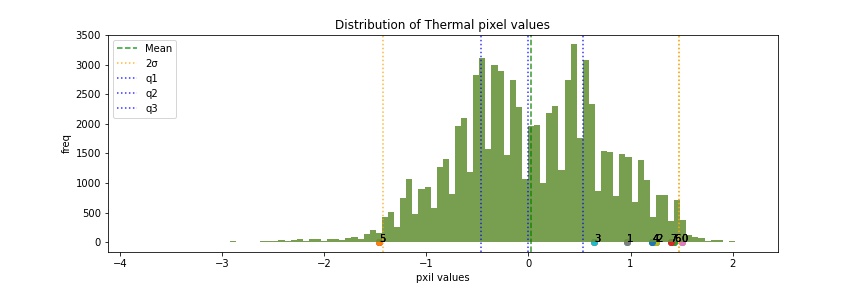 Distribution of Thermal pixel values
3500
3000
2500
2000
1500
1000
500
0
freq
Mean
2σ
q1
q2
q3
5
3
1
4 2
7 6 0
−4
−3
−2
−1
0
1
2
pxil values